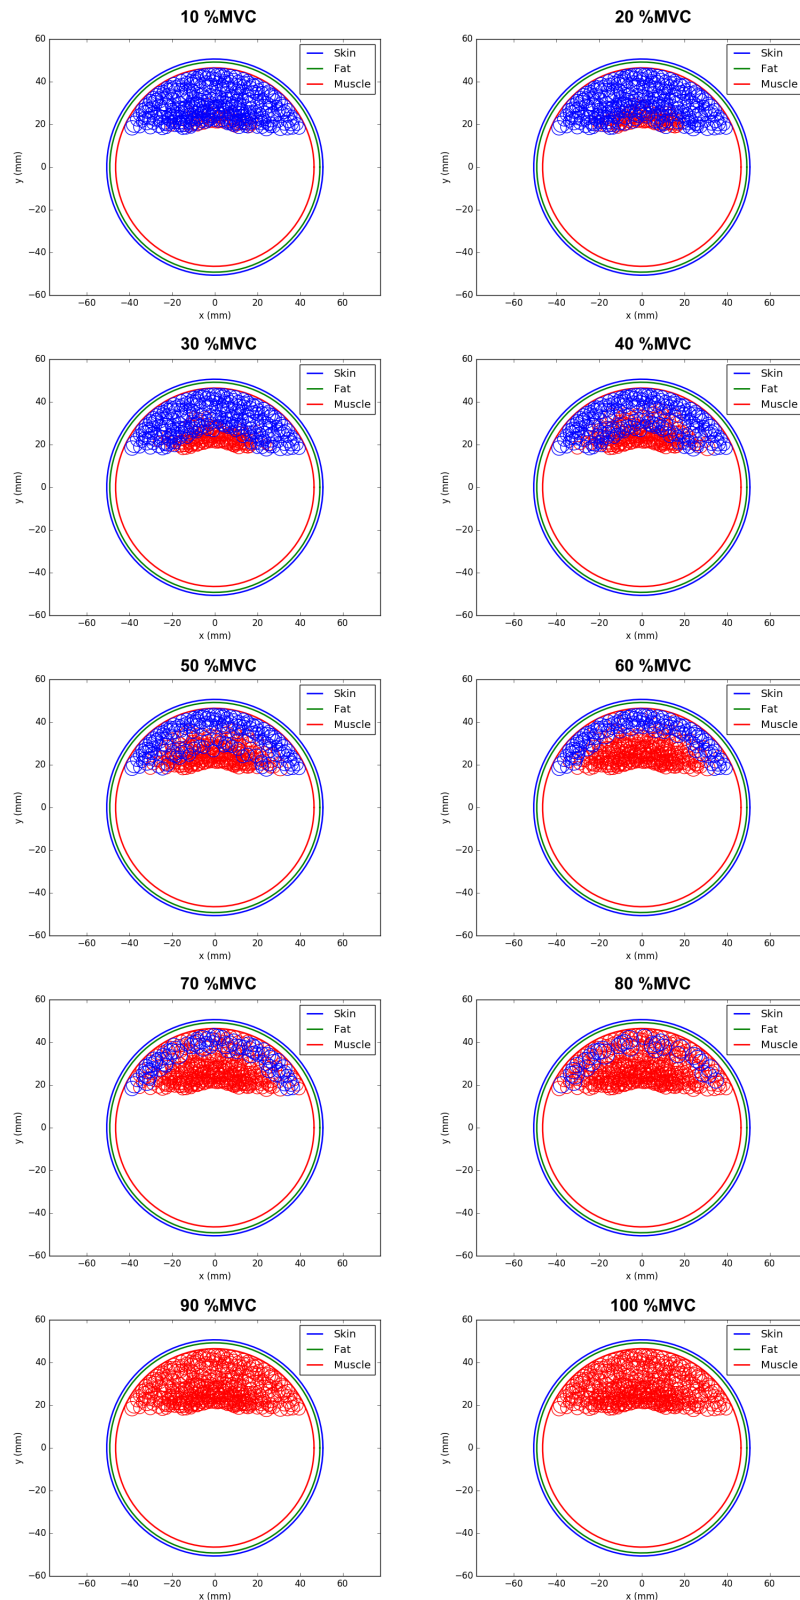 10 %MVC
20 %MVC
60
40
20
0
−20
−40
−60
y (mm)
−60 −40 −20 0 20 40 60
x (mm)
Skin
Fat
Muscle
60
40
20
0
−20
−40
−60
y (mm)
−60 −40 −20 0 20 40 60
x (mm)
Skin
Fat
Muscle
30 %MVC
40 %MVC
60
40
20
0
−20
−40
−60
y (mm)
−60 −40 −20 0 20 40 60
x (mm)
Skin
Fat
Muscle
60
40
20
0
−20
−40
−60
y (mm)
−60 −40 −20 0 20 40 60
x (mm)
Skin
Fat
Muscle
50 %MVC
60 %MVC
60
40
20
0
−20
−40
−60
y (mm)
−60 −40 −20 0 20 40 60
x (mm)
Skin
Fat
Muscle
60
40
20
0
−20
−40
−60
y (mm)
−60 −40 −20 0 20 40 60
x (mm)
Skin
Fat
Muscle
70 %MVC
80 %MVC
60
40
20
0
−20
−40
−60
y (mm)
−60 −40 −20 0 20 40 60
x (mm)
Skin
Fat
Muscle
60
40
20
0
−20
−40
−60
y (mm)
−60 −40 −20 0 20 40 60
x (mm)
Skin
Fat
Muscle
90 %MVC
100 %MVC
60
40
20
0
−20
−40
−60
y (mm)
−60 −40 −20 0 20 40 60
x (mm)
Skin
Fat
Muscle
60
40
20
0
−20
−40
−60
y (mm)
−60 −40 −20 0 20 40 60
x (mm)
Skin
Fat
Muscle